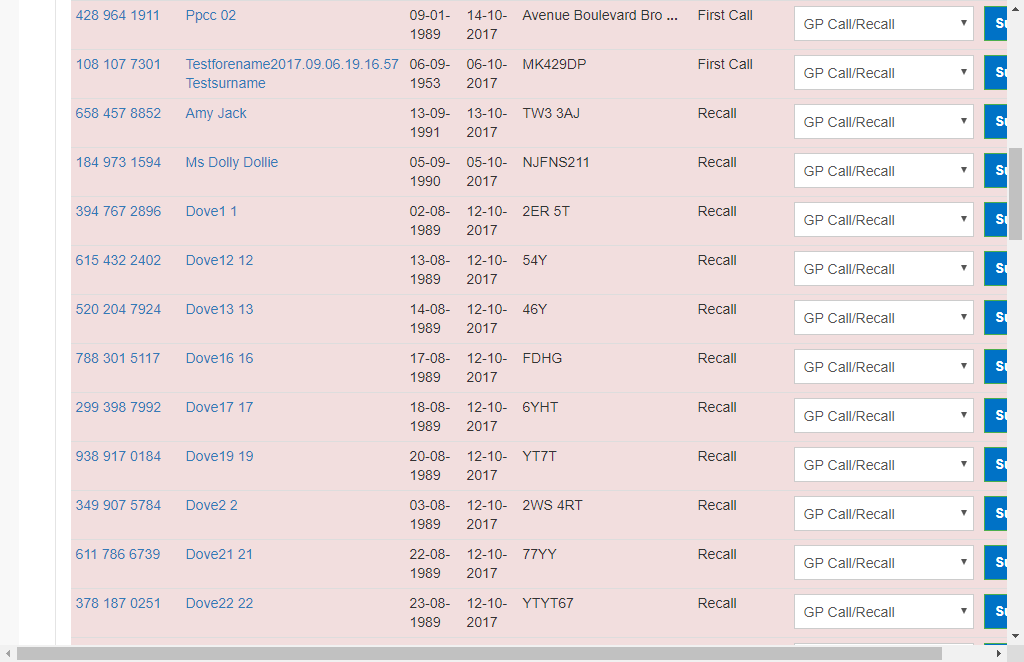 428 964 1911 Ppcc 02 09-01- 14-10- Avenue Boulevard Bro ... First Call GP Call/Recall Su
1989 2017
108 107 7301 Testforename2017.09.06.19.16.57 06-09- 06-10- MK429DP First Call GP Call/Recall Su
Testsurname 1953 2017
658 457 8852 Amy Jack 13-09- 13-10- TW3 3AJ Recall GP Call/Recall Su
1991 2017
184 973 1594 Ms Dolly Dollie 05-09- 05-10- NJFNS211 Recall GP Call/Recall Su
1990 2017
394 767 2896 Dove1 1 02-08- 12-10- 2ER 5T Recall GP Call/Recall Su
1989 2017
615 432 2402 Dove12 12 13-08- 12-10- 54Y Recall GP Call/Recall Su
1989 2017
520 204 7924 Dove13 13 14-08- 12-10- 46Y Recall GP Call/Recall Su
1989 2017
788 301 5117 Dove16 16 17-08- 12-10- FDHG Recall GP Call/Recall Su
1989 2017
299 398 7992 Dove17 17 18-08- 12-10- 6YHT Recall GP Call/Recall Su
1989 2017
938 917 0184 Dove19 19 20-08- 12-10- YT7T Recall GP Call/Recall Su
1989 2017
349 907 5784 Dove2 2 03-08- 12-10- 2WS 4RT Recall GP Call/Recall Su
1989 2017
611 786 6739 Dove21 21 22-08- 12-10- 77YY Recall GP Call/Recall Su
1989 2017
378 187 0251 Dove22 22 23-08- 12-10- YTYT67 Recall GP Call/Recall Su
1989 2017